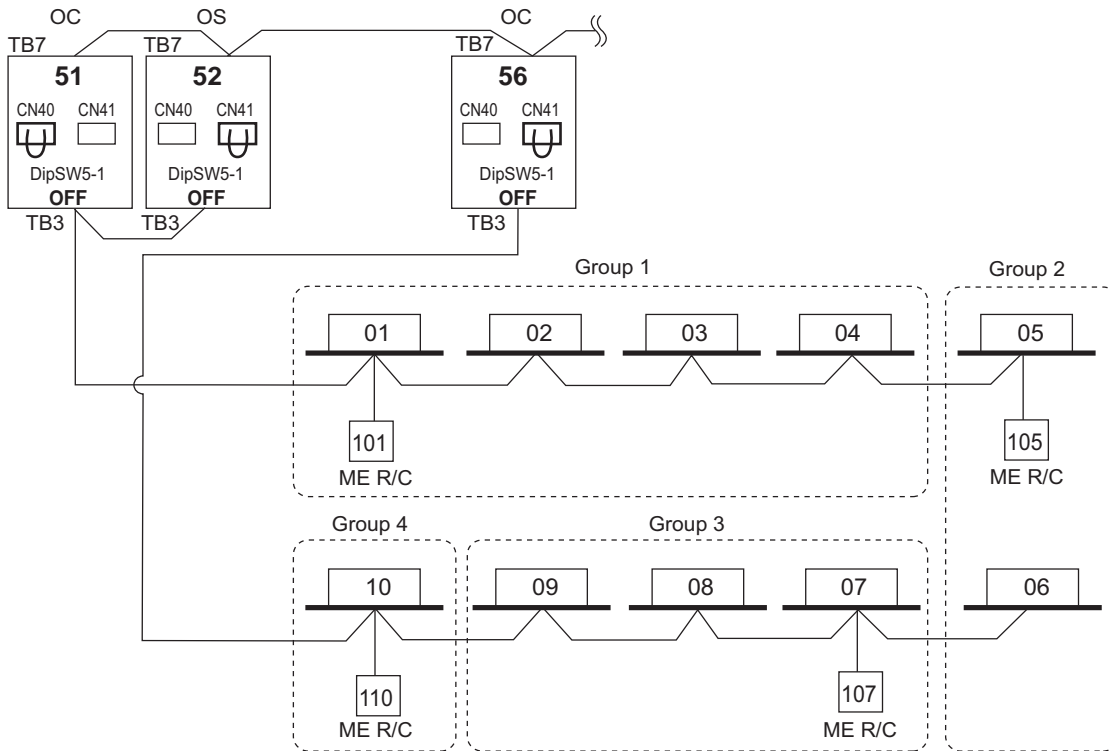 OC OS OC
TB7 TB7 TB7
51 52 56
CN40 CN41 CN40 CN41 CN40 CN41
DipSW5-1 DipSW5-1 DipSW5-1
OFF OFF OFF
TB3 TB3 TB3
Group 1 Group 2
01 02 03 04 05
101 105
ME R/C ME R/C
Group 4 Group 3
10 09 08 07 06
110 107
ME R/C ME R/C